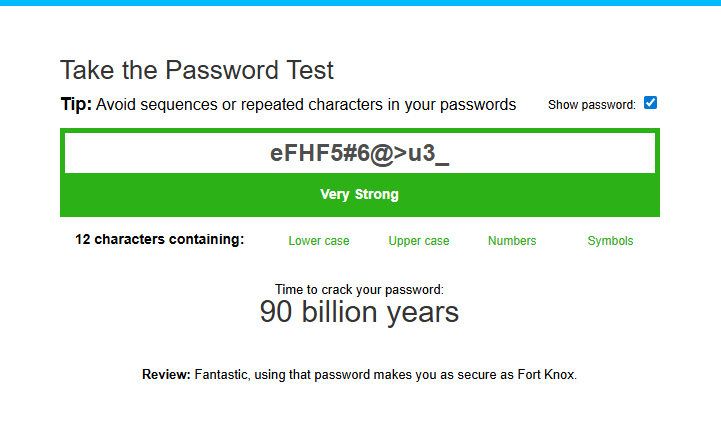 Take the Password Test
Tip: Avoid sequences or repeated characters in your passwords Show password:
eFHF5#6@>u3_
Very Strong
12 characters containing: Lower case Upper case Numbers Symbols
Time to crack your password:
90 billion years
Review: Fantastic, using that password makes you as secure as Fort Knox.